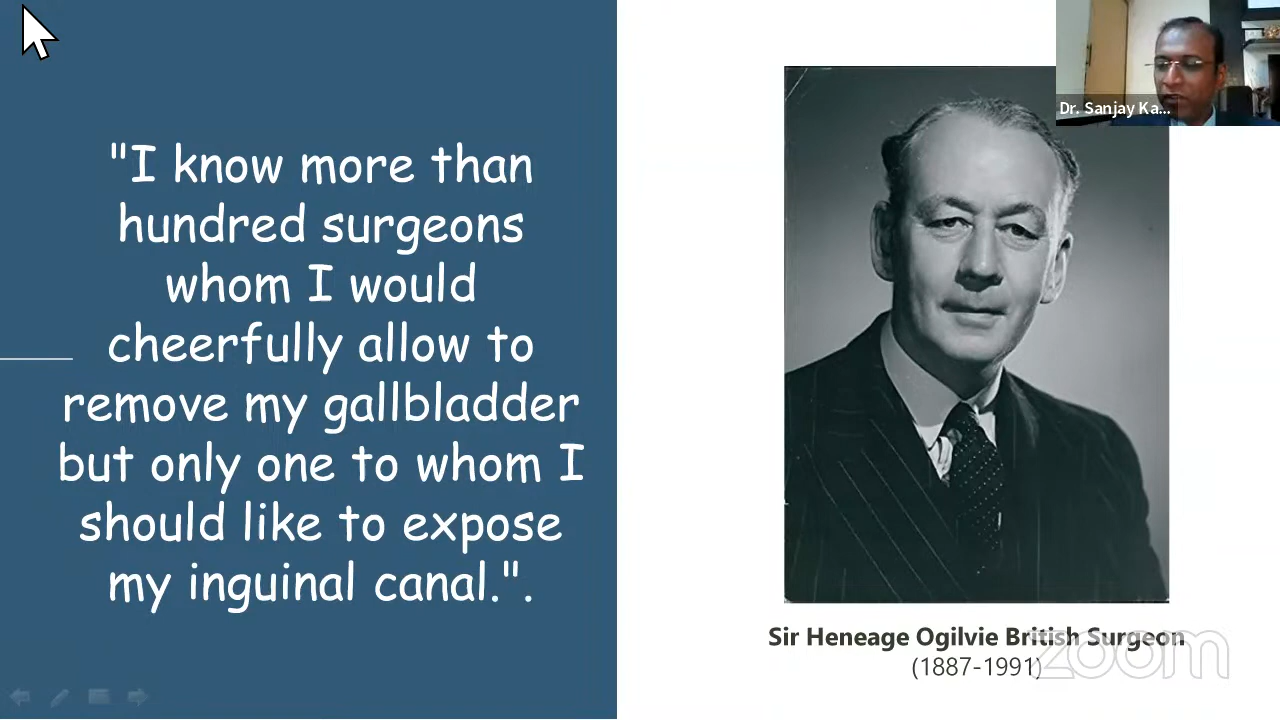 "I know more than
hundred surgeons
whom I would
cheerfully allow to
remove my gallbladder
but only one to whom I
should like to expose
my inguinal canal.".
Dr. Sanjay Ka...
Sir Heneage Ogilvie British Surgeon
(1887-1991)
zoom